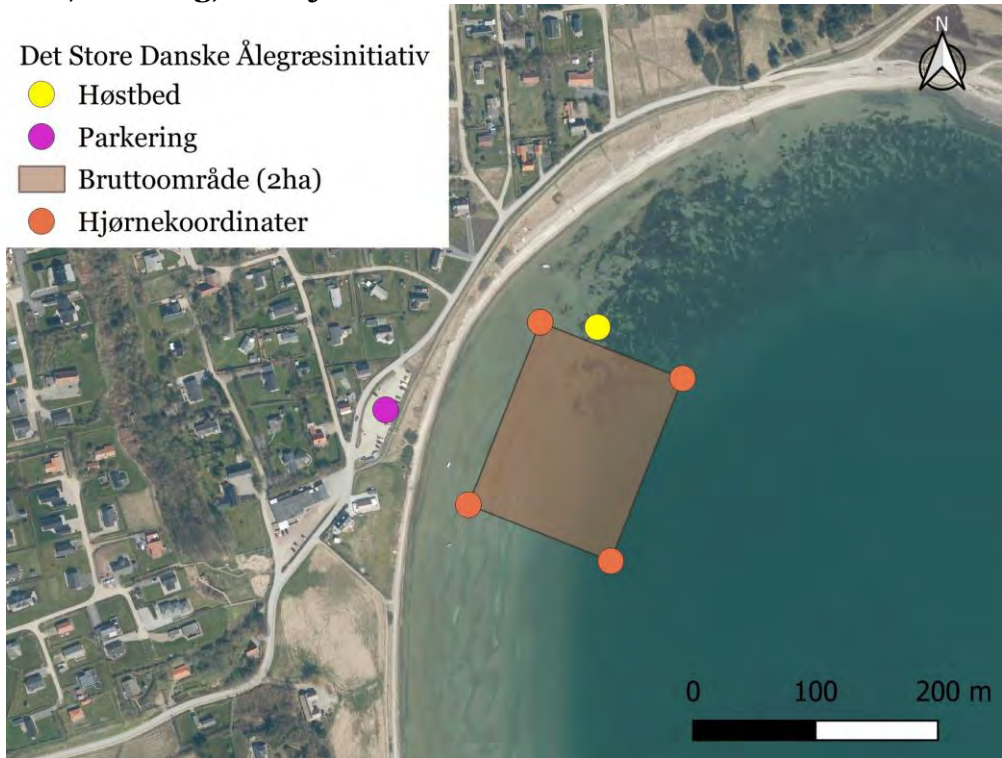 Det Store Danske Ålegræsinitiativ
Høstbed
Parkering
Bruttoområde (2ha)
Hjørnekoordinater
N
0 100 200 m